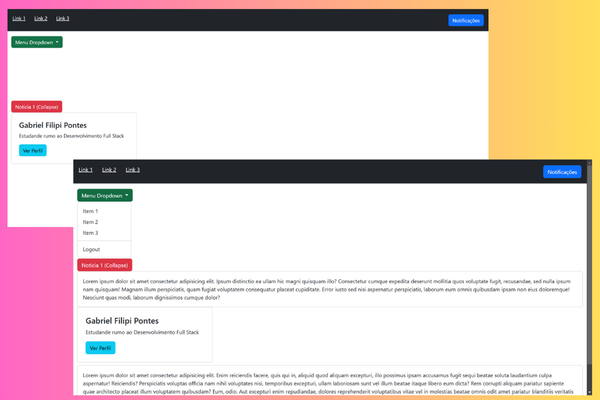 Link 1 Link 2 Link 3 Notificações
Menu Dropdown
Noticia 1 (Collapse)
Gabriel Filipi Pontes
Estudande rumo ao Desenvolvimento Full Stack
Ver Perfil
Link 1 Link 2 Link 3 Notificações
Menu Dropdown
Item 1
Item 2
Item 3
Logout
Noticia 1 (Collapse)
Lorem ipsum dolor sit amet consectetur adipisicing elit. Ipsum distinctio ea ullam hic magni quisquam illo? Consectetur cumque expedita deserunt mollitia quos voluptate fugit, recusandae, sed nulla ipsum
nam quisquam! Magnam illum perspiciatis, quam fugiat voluptatem consequatur placeat cupiditate. Error iusto sed nisi aspernatur perspiciatis, laborum eum omnis quibusdam ipsam non eius doloremque!
Nesciunt quas modi, laborum dignissimos cumque dolor?
Gabriel Filipi Pontes
Estudande rumo ao Desenvolvimento Full Stack
Ver Perfil
Lorem ipsum dolor sit amet consectetur adipisicing elit. Enim reiciendis facere, quis qui in, aliquid quod aliquam excepturi, illo possimus ipsam accusamus fugit sequi beatae soluta laudantium culpa
aspernatur! Reiciendis? Perspiciatis voluptas officia nam nihil voluptates nisi, temporibus excepturi, ullam laboriosam sunt vel illum beatae itaque libero eum dicta? Rem corrupti aliquam pariatur sapiente
quae architecto placeat illum voluptatem quibusdam? Eum, odio. Aut excepturi enim repudiandae, dolores reprehenderit voluptatibus vitae vel in molestias beatae omnis odit amet pariatur blanditiis veritatis